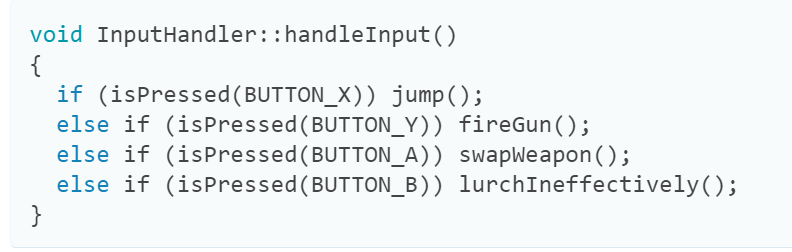 void InputHandler::handleInput()
{
  if (isPressed(BUTTON_X)) jump();
  else if (isPressed(BUTTON_Y)) fireGun();
  else if (isPressed(BUTTON_A)) swapWeapon();
  else if (isPressed(BUTTON_B)) lurchIneffectively();
}